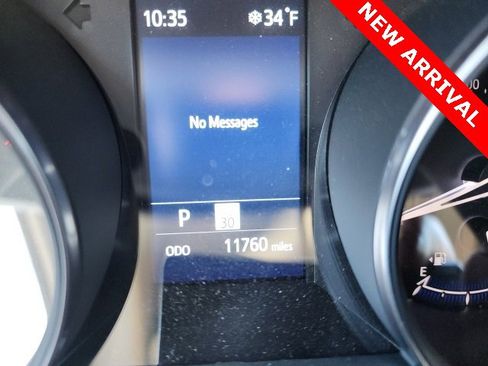 10:35 ❄34°F
NEW ARRIVAL
No Messages
P 30
ODO 11760 miles
E